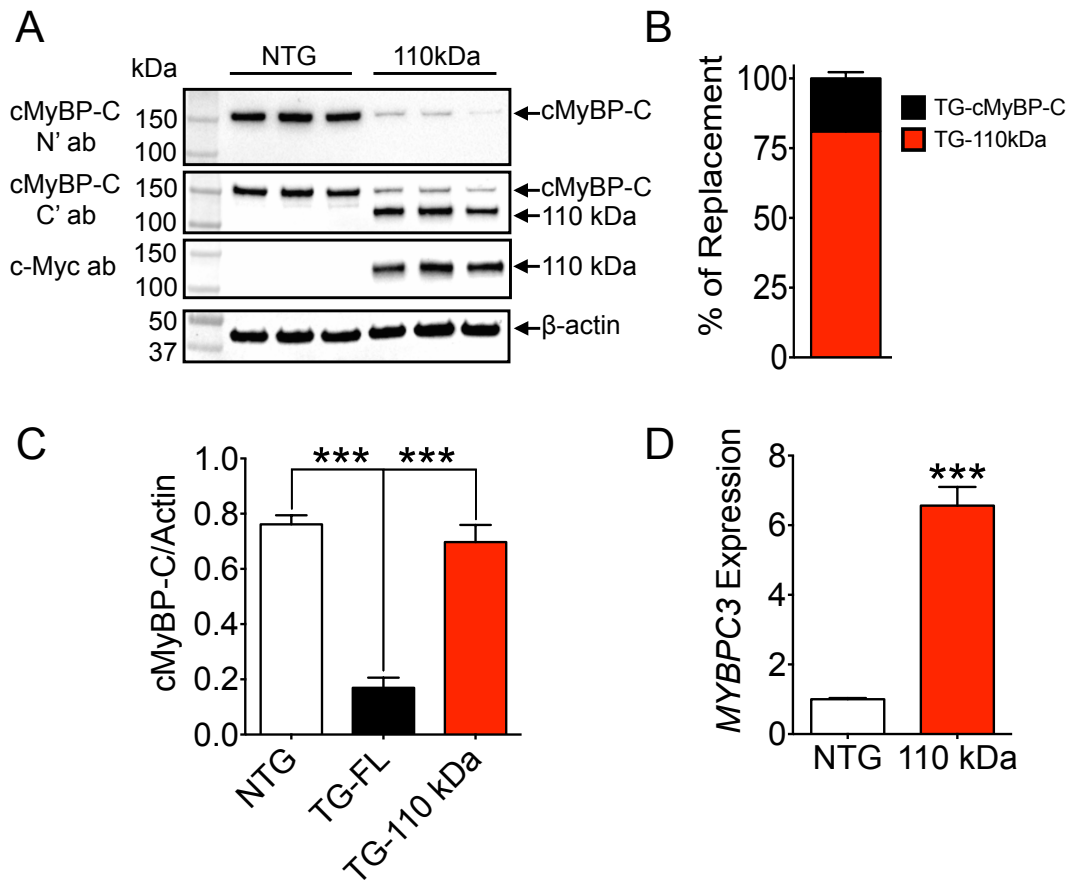 A
kDa
NTG
110kDa
cMyBP-C
N' ab
150
100
cMyBP-C
cMyBP-C
C' ab
150
100
cMyBP-C
110 kDa
c-Myc ab
150
100
110 kDa
50
37
β-actin
B
% of Replacement
100
75
50
25
0
TG-cMyBP-C
TG-110kDa
C
cMyBP-C/Actin
1.0
0.8
0.6
0.4
0.2
0.0
*** ***
NTG
TG-FL
TG-110 kDa
D
MYBPC3 Expression
8
6
4
2
0
***
NTG
110 kDa